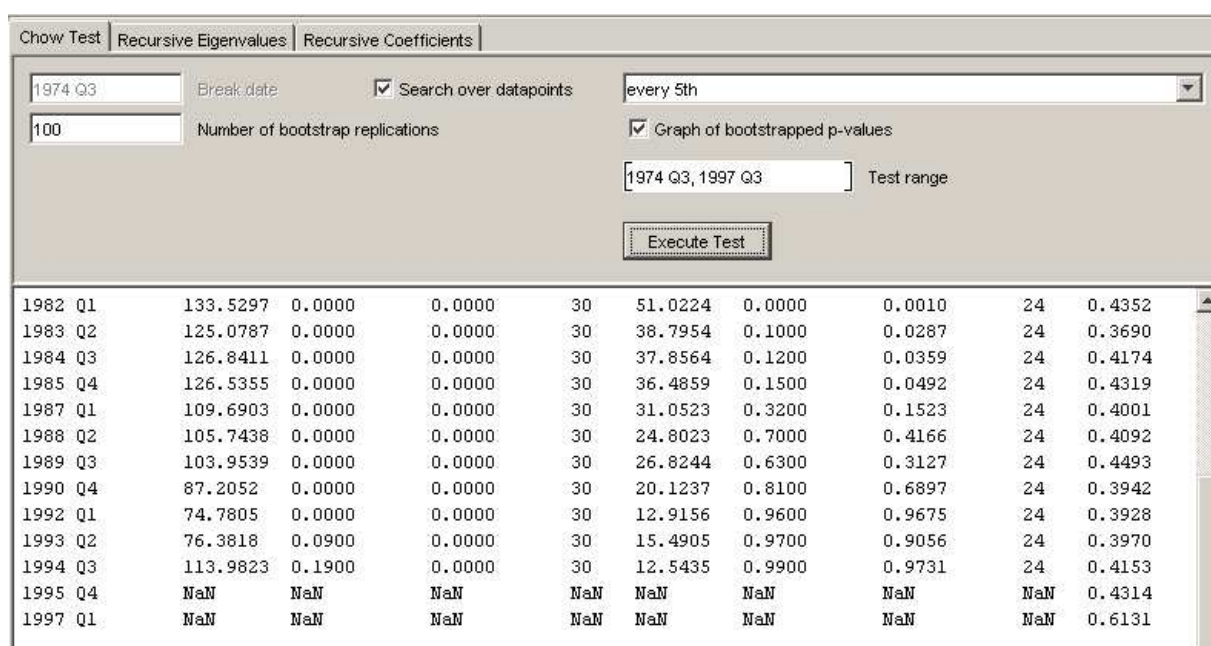 Chow Test Recursive Eigenvalues Recursive Coefficients
1974 Q3 Break date Search over datapoints every 5th
100 Number of bootstrap replications Graph of bootstrapped p-values
1974 Q3, 1997 Q3 Test range
Execute Test
1982 Q1 133.5297 0.0000 0.0000 30 51.0224 0.0000 0.0010 24 0.4352
1983 Q2 125.0787 0.0000 0.0000 30 38.7954 0.1000 0.0287 24 0.3690
1984 Q3 126.8411 0.0000 0.0000 30 37.8564 0.1200 0.0359 24 0.4174
1985 Q4 126.5355 0.0000 0.0000 30 36.4859 0.1500 0.0492 24 0.4319
1987 Q1 109.6903 0.0000 0.0000 30 31.0523 0.3200 0.1523 24 0.4001
1988 Q2 105.7438 0.0000 0.0000 30 24.8023 0.7000 0.4166 24 0.4092
1989 Q3 103.9539 0.0000 0.0000 30 26.8244 0.6300 0.3127 24 0.4493
1990 Q4 87.2052 0.0000 0.0000 30 20.1237 0.8100 0.6897 24 0.3942
1992 Q1 74.7805 0.0000 0.0000 30 12.9156 0.9600 0.9675 24 0.3928
1993 Q2 76.3818 0.0900 0.0000 30 15.4905 0.9700 0.9056 24 0.3970
1994 Q3 113.9823 0.1900 0.0000 30 12.5435 0.9900 0.9731 24 0.4153
1995 Q4 NaN NaN NaN NaN NaN NaN NaN NaN 0.4314
1997 Q1 NaN NaN NaN NaN NaN NaN NaN NaN 0.6131